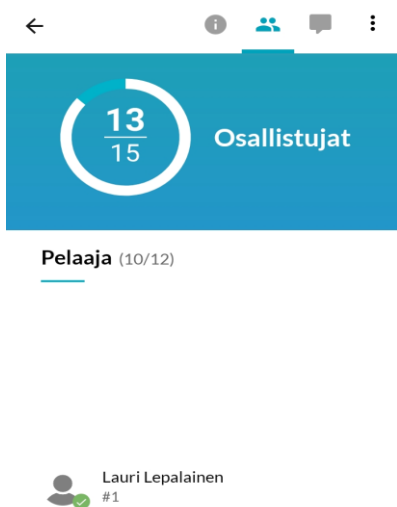 13
15
Osallistujat
Pelaaja (10/12)
Lauri Lepalainen
#1